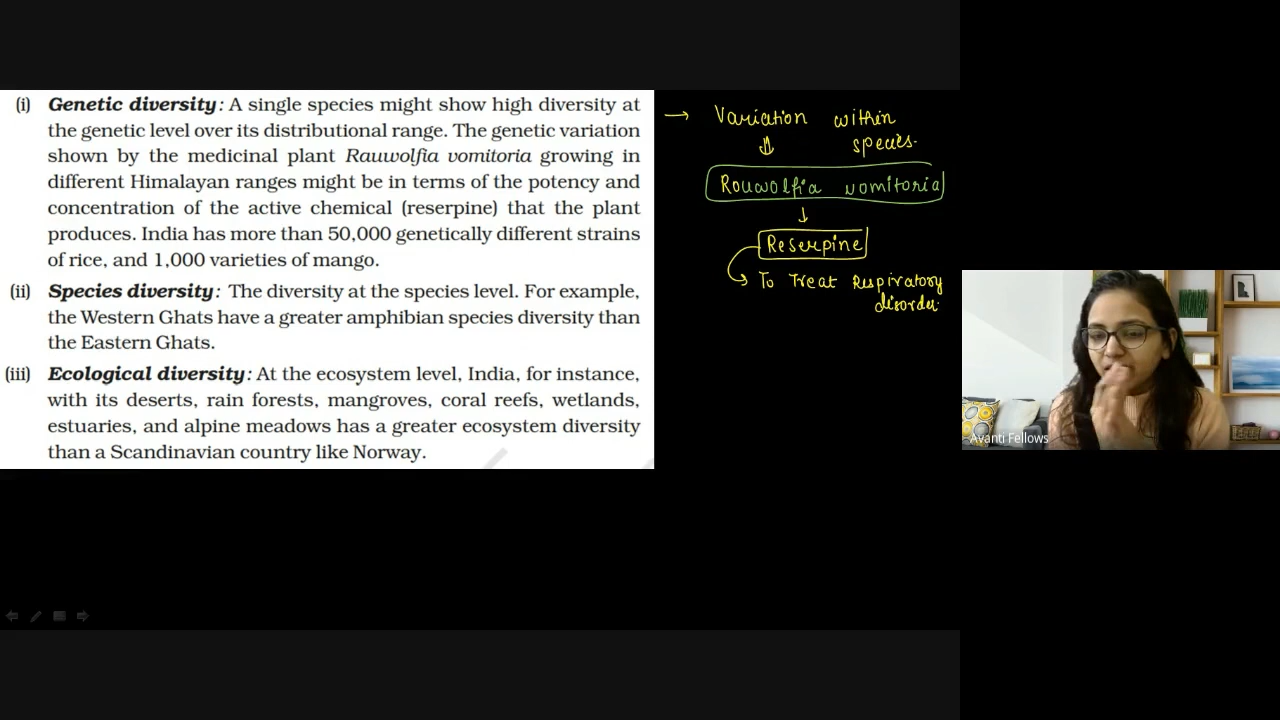 (i) Genetic diversity: A single species might show high diversity at
the genetic level over its distributional range. The genetic variation
shown by the medicinal plant Rauwolfia vomitoria growing in
different Himalayan ranges might be in terms of the potency and
concentration of the active chemical (reserpine) that the plant
produces. India has more than 50,000 genetically different strains
of rice, and 1,000 varieties of mango.
(ii) Species diversity: The diversity at the species level. For example,
the Western Ghats have a greater amphibian species diversity than
the Eastern Ghats.
(iii) Ecological diversity: At the ecosystem level, India, for instance,
with its deserts, rain forests, mangroves, coral reefs, wetlands,
estuaries, and alpine meadows has a greater ecosystem diversity
than a Scandinavian country like Norway.
→ Variation within
species.
Rouwolfia vomitoria
Reserpine
To Treat Respiratory
disorder.
Avanti Fellows